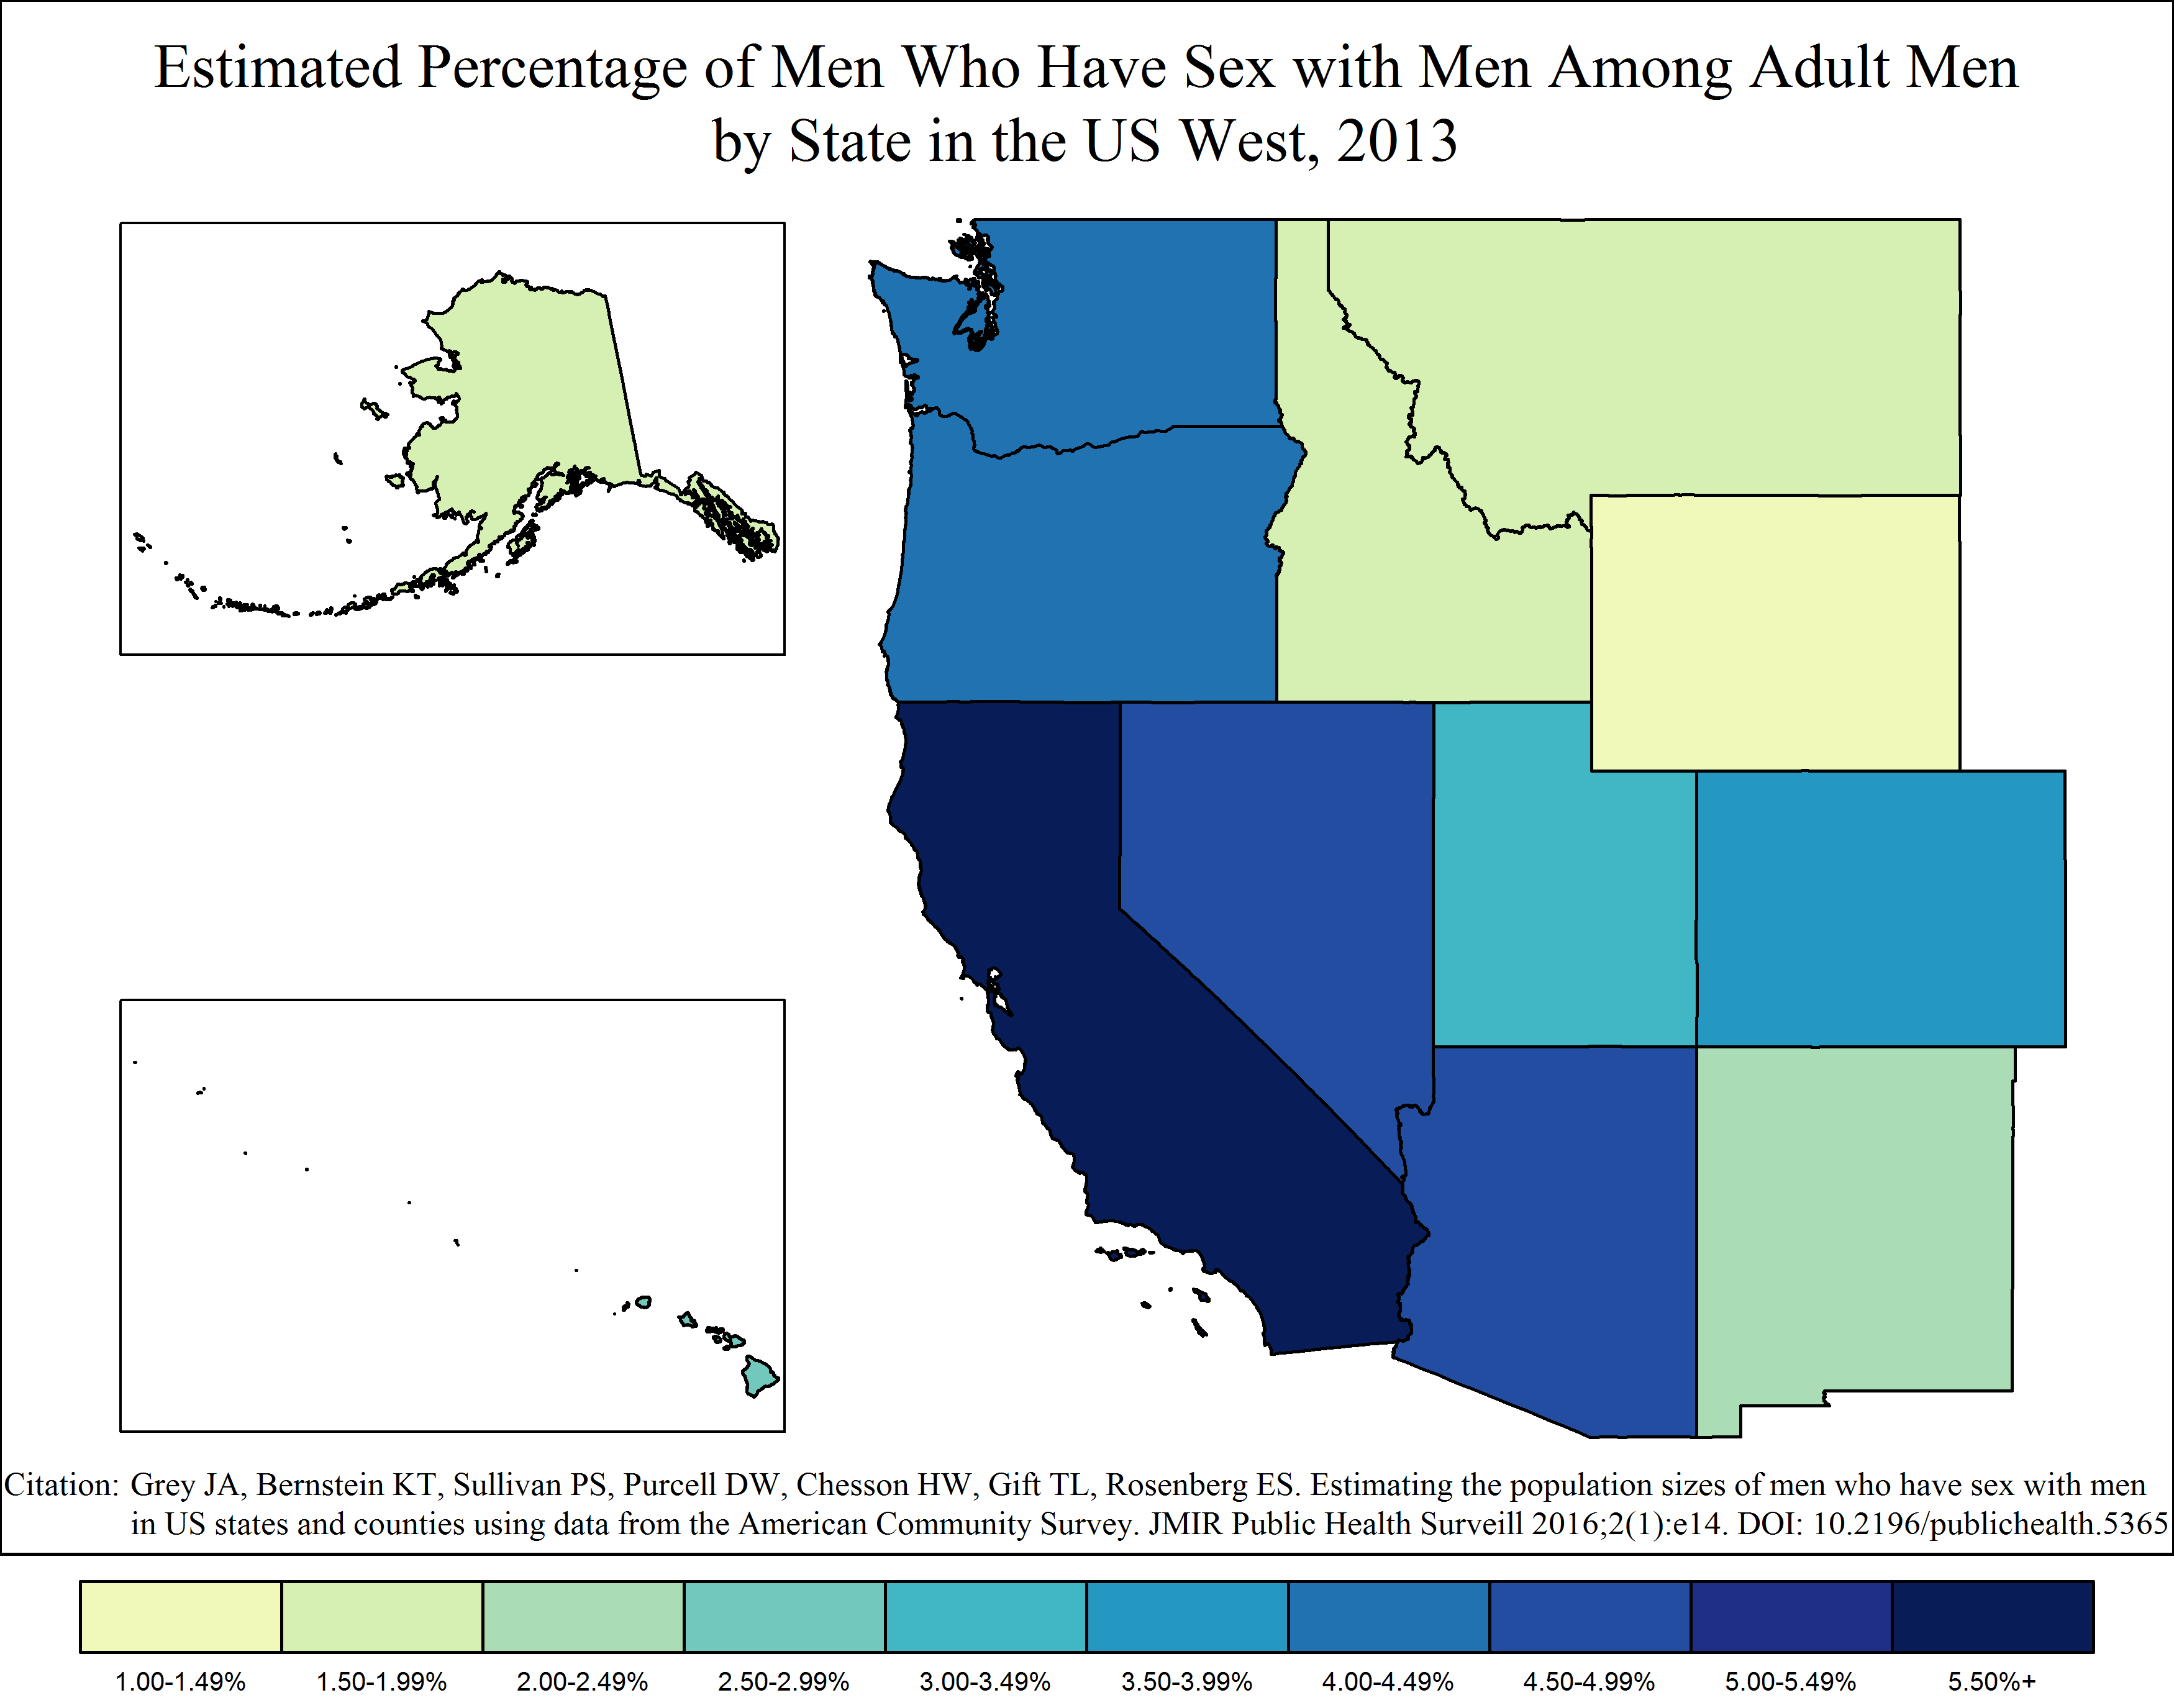 Estimated Percentage of Men Who Have Sex with Men Among Adult Men
by State in the US West, 2013
Citation: Grey JA, Bernstein KT, Sullivan PS, Purcell DW, Chesson HW, Gift TL, Rosenberg ES. Estimating the population sizes of men who have sex with men
in US states and counties using data from the American Community Survey. JMIR Public Health Surveill 2016;2(1):e14. DOI: 10.2196/publichealth.5365
1.00-1.49% 1.50-1.99% 2.00-2.49% 2.50-2.99% 3.00-3.49% 3.50-3.99% 4.00-4.49% 4.50-4.99% 5.00-5.49% 5.50%+